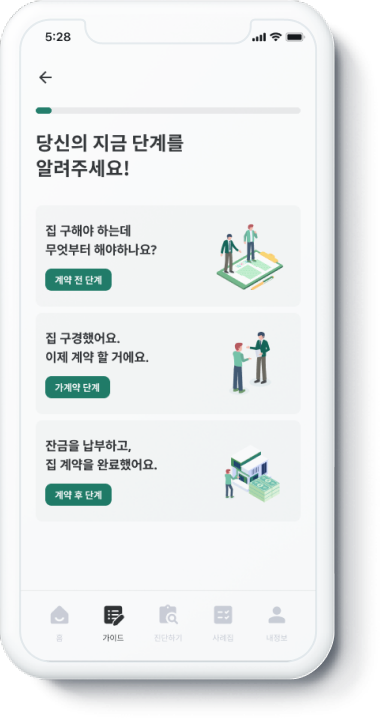 5:28
당신의 지금 단계를
알려주세요!
집 구해야 하는데
무엇부터 해야하나요?
계약 전 단계
집 구경했어요.
이제 계약 할 거에요.
가계약 단계
잔금을 납부하고,
집 계약을 완료했어요.
계약 후 단계
홈
가이드
진단하기
사례집
내정보